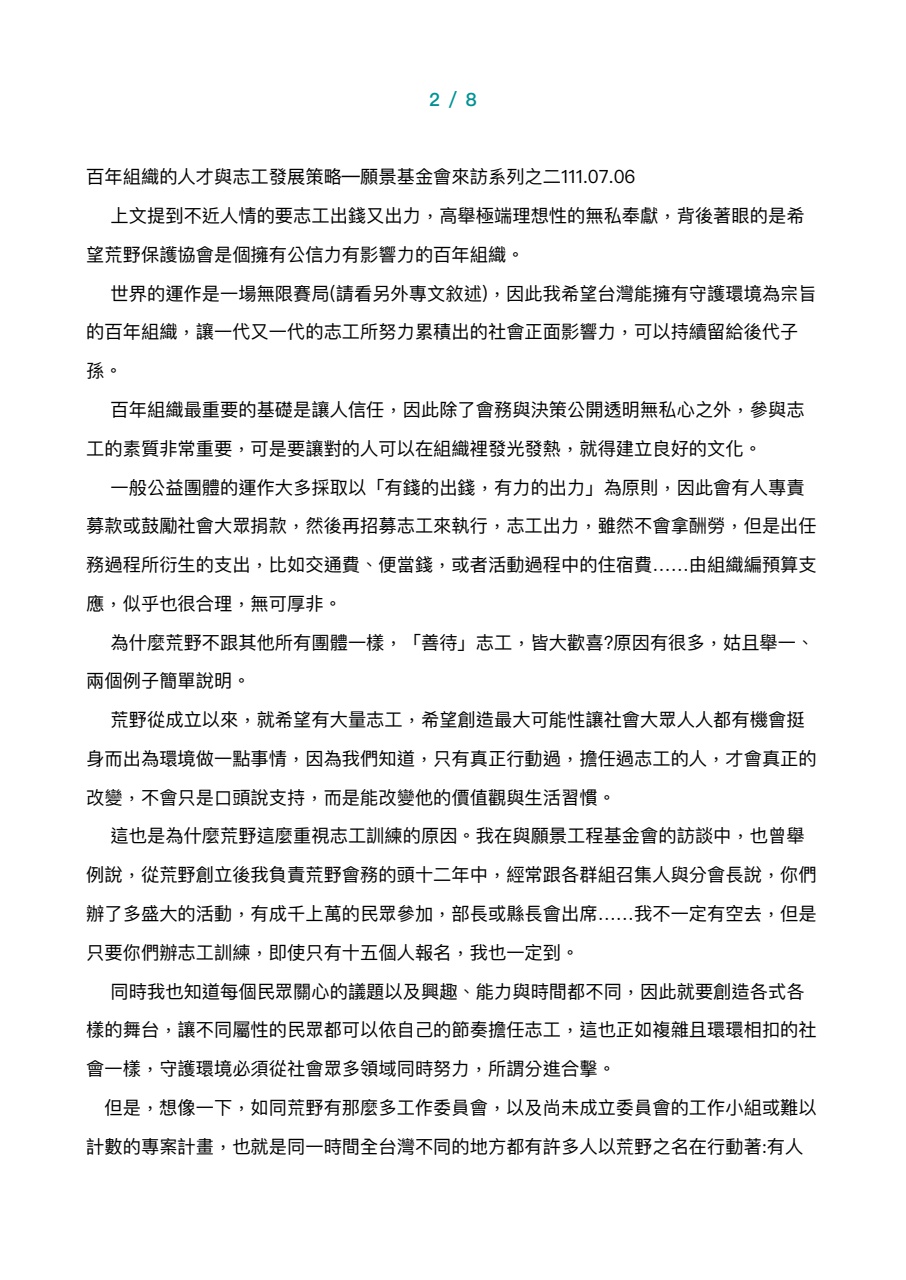 2 / 8
百年組織的人才與志工發展策略—願景基金會來訪系列之二111.07.06
上文提到不近人情的要志工出錢又出力，高舉極端理想性的無私奉獻，背後著眼的是希
望荒野保護協會是個擁有公信力有影響力的百年組織。
世界的運作是一場無限賽局(請看另外專文敘述)，因此我希望台灣能擁有守護環境為宗旨
的百年組織，讓一代又一代的志工所努力累積出的社會正面影響力，可以持續留給後代子
孫。
百年組織最重要的基礎是讓人信任，因此除了會務與決策公開透明無私心之外，參與志
工的素質非常重要，可是要讓對的人可以在組織裡發光發熱，就得建立良好的文化。
一般公益團體的運作大多採取以「有錢的出錢，有力的出力」為原則，因此會有人專責
募款或鼓勵社會大眾捐款，然後再招募志工來執行，志工出力，雖然不會拿酬勞，但是出任
務過程所衍生的支出，比如交通費、便當錢，或者活動過程中的住宿費……由組織編預算支
應，似乎也很合理，無可厚非。
為什麼荒野不跟其他所有團體一樣，「善待」志工，皆大歡喜?原因有很多，姑且舉一、
兩個例子簡單說明。
荒野從成立以來，就希望有大量志工，希望創造最大可能性讓社會大眾人人都有機會挺
身而出為環境做一點事情，因為我們知道，只有真正行動過，擔任過志工的人，才會真正的
改變，不會只是口頭說支持，而是能改變他的價值觀與生活習慣。
這也是為什麼荒野這麼重視志工訓練的原因。我在與願景工程基金會的訪談中，也曾舉
例說，從荒野創立後我負責荒野會務的頭十二年中，經常跟各群組召集人與分會長說，你們
辦了多盛大的活動，有成千上萬的民眾參加，部長或縣長會出席……我不一定有空去，但是
只要你們辦志工訓練，即使只有十五個人報名，我也一定到。
同時我也知道每個民眾關心的議題以及興趣、能力與時間都不同，因此就要創造各式各
樣的舞台，讓不同屬性的民眾都可以依自己的節奏擔任志工，這也正如複雜且環環相扣的社
會一樣，守護環境必須從社會眾多領域同時努力，所謂分進合擊。
但是，想像一下，如同荒野有那麼多工作委員會，以及尚未成立委員會的工作小組或難以
計數的專案計畫，也就是同一時間全台灣不同的地方都有許多人以荒野之名在行動著:有人